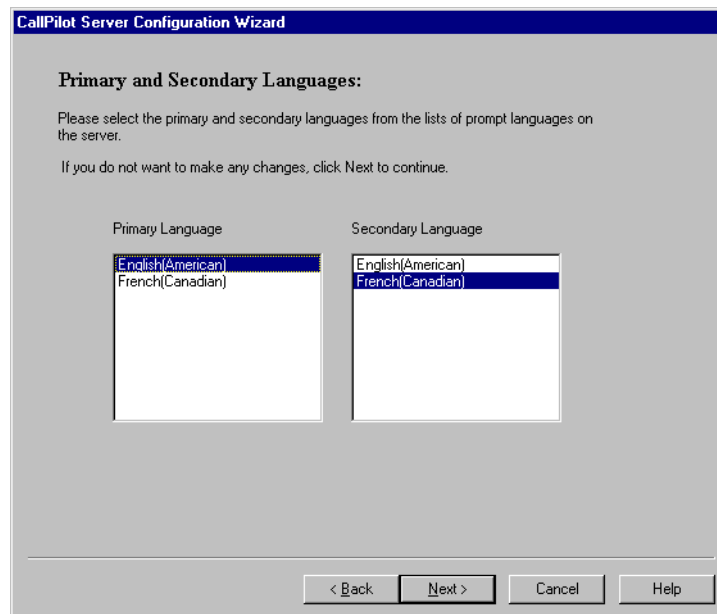 CallPilot Server Configuration Wizard
Primary and Secondary Languages:
Please select the primary and secondary languages from the lists of prompt languages on
the server.
If you do not want to make any changes, click Next to continue.
Primary Language
Secondary Language
English(American)
French(Canadian)
English(American)
French(Canadian)
< Back
Next >
Cancel
Help